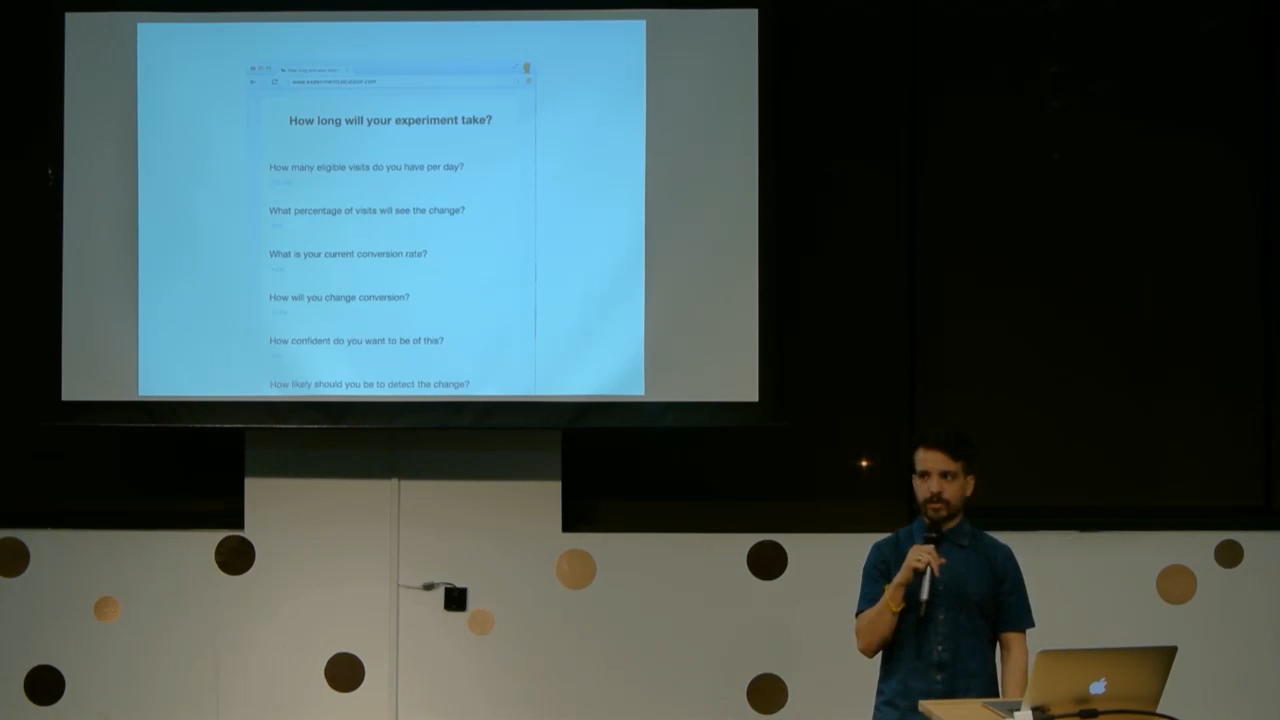 How long will your experiment take?
How many eligible visits do you have per day?
What percentage of visits will see the change?
What is your current conversion rate?
How will you change conversion?
How confident do you want to be of this?
How likely should you be to detect the change?